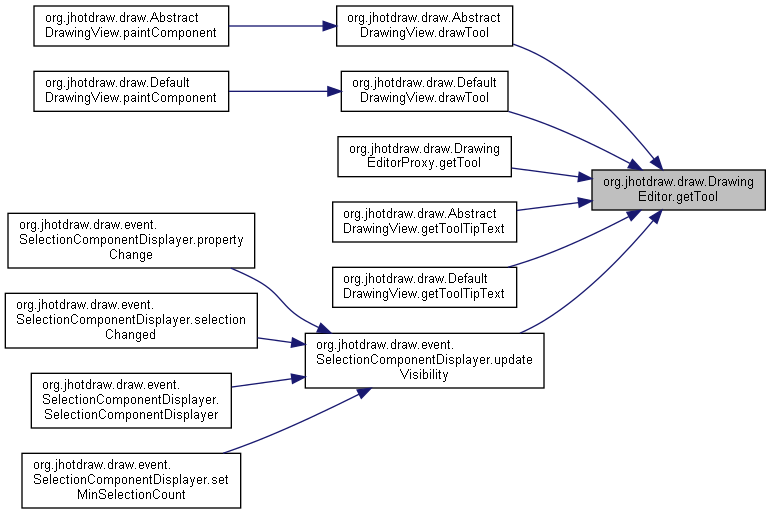 org.jhotdraw.draw.Abstract
DrawingView.paintComponent
org.jhotdraw.draw.Abstract
DrawingView.drawTool
org.jhotdraw.draw.Default
DrawingView.paintComponent
org.jhotdraw.draw.Default
DrawingView.drawTool
org.jhotdraw.draw.Drawing
EditorProxy.getTool
org.jhotdraw.draw.Drawing
Editor.getTool
org.jhotdraw.draw.Abstract
DrawingView.getToolTipText
org.jhotdraw.draw.event.
SelectionComponentDisplayer.property
Change
org.jhotdraw.draw.Default
DrawingView.getToolTipText
org.jhotdraw.draw.event.
SelectionComponentDisplayer.selection
Changed
org.jhotdraw.draw.event.
SelectionComponentDisplayer.update
Visibility
org.jhotdraw.draw.event.
SelectionComponentDisplayer.
SelectionComponentDisplayer
org.jhotdraw.draw.event.
SelectionComponentDisplayer.set
MinSelectionCount